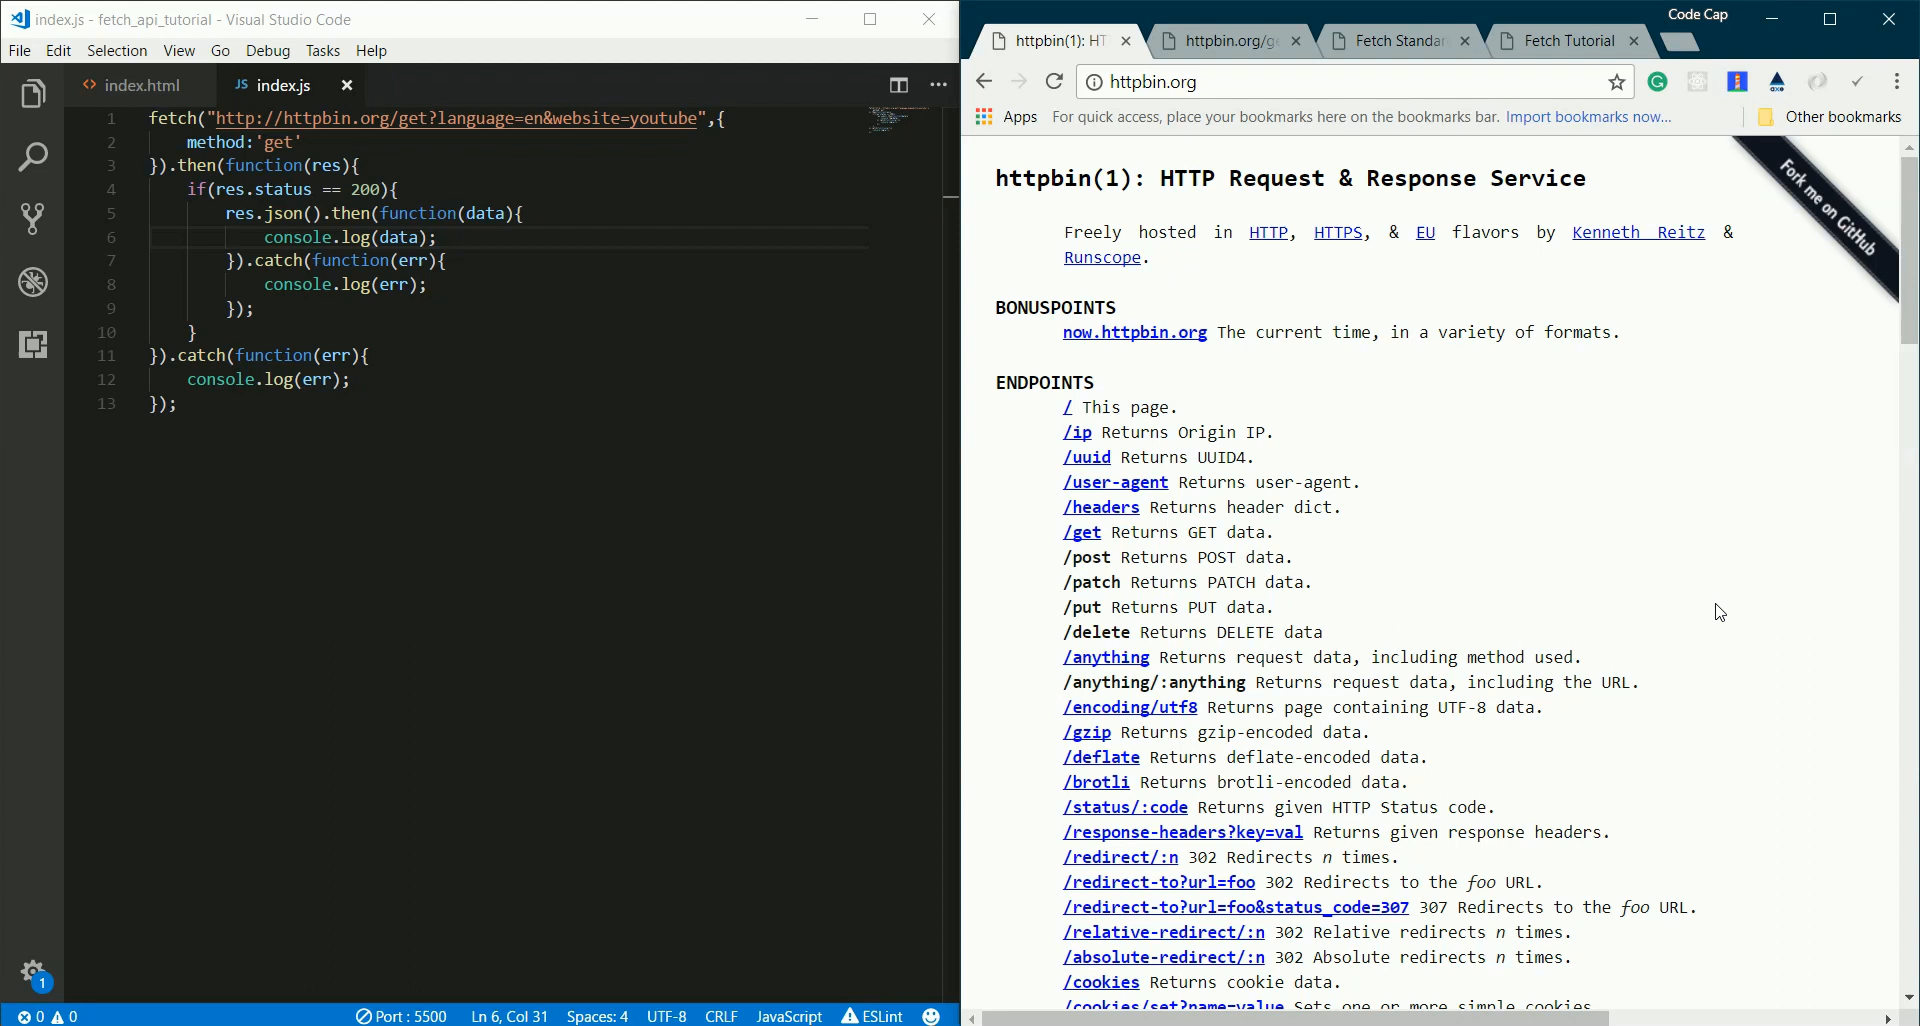 index.js - fetch_api_tutorial - Visual Studio Code
File Edit Selection View Go Debug Tasks Help
index.html
JS index.js
1 fetch("http://httpbin.org/get?language=en&website=youtube",{
2 method:'get'
3 }).then(function(res){
4 if(res.status == 200){
5 res.json().then(function(data){
6 console.log(data);
7 }).catch(function(err){
8 console.log(err);
9 });
10 }
11 }).catch(function(err){
12 console.log(err);
13 });
1
0 0
Port : 5500 Ln 6, Col 31 Spaces: 4 UTF-8 CRLF JavaScript ESLint
Code Cap
httpbin(1): HT
httpbin.org/ge
Fetch Standar
Fetch Tutorial
httpbin.org
Apps For quick access, place your bookmarks here on the bookmarks bar. Import bookmarks now... Other bookmarks
Fork me on GitHub
httpbin(1): HTTP Request & Response Service
Freely hosted in HTTP, HTTPS, & EU flavors by Kenneth Reitz &
Runscope.
BONUSPOINTS
now.httpbin.org The current time, in a variety of formats.
ENDPOINTS
/ This page.
/ip Returns Origin IP.
/uuid Returns UUID4.
/user-agent Returns user-agent.
/headers Returns header dict.
/get Returns GET data.
/post Returns POST data.
/patch Returns PATCH data.
/put Returns PUT data.
/delete Returns DELETE data
/anything Returns request data, including method used.
/anything/:anything Returns request data, including the URL.
/encoding/utf8 Returns page containing UTF-8 data.
/gzip Returns gzip-encoded data.
/deflate Returns deflate-encoded data.
/brotli Returns brotli-encoded data.
/status/:code Returns given HTTP Status code.
/response-headers?key=val Returns given response headers.
/redirect/:n 302 Redirects n times.
/redirect-to?url=foo 302 Redirects to the foo URL.
/redirect-to?url=foo&status_code=307 307 Redirects to the foo URL.
/relative-redirect/:n 302 Relative redirects n times.
/absolute-redirect/:n 302 Absolute redirects n times.
/cookies Returns cookie data.
/cookies/set?name=value Sets one or more simple cookies